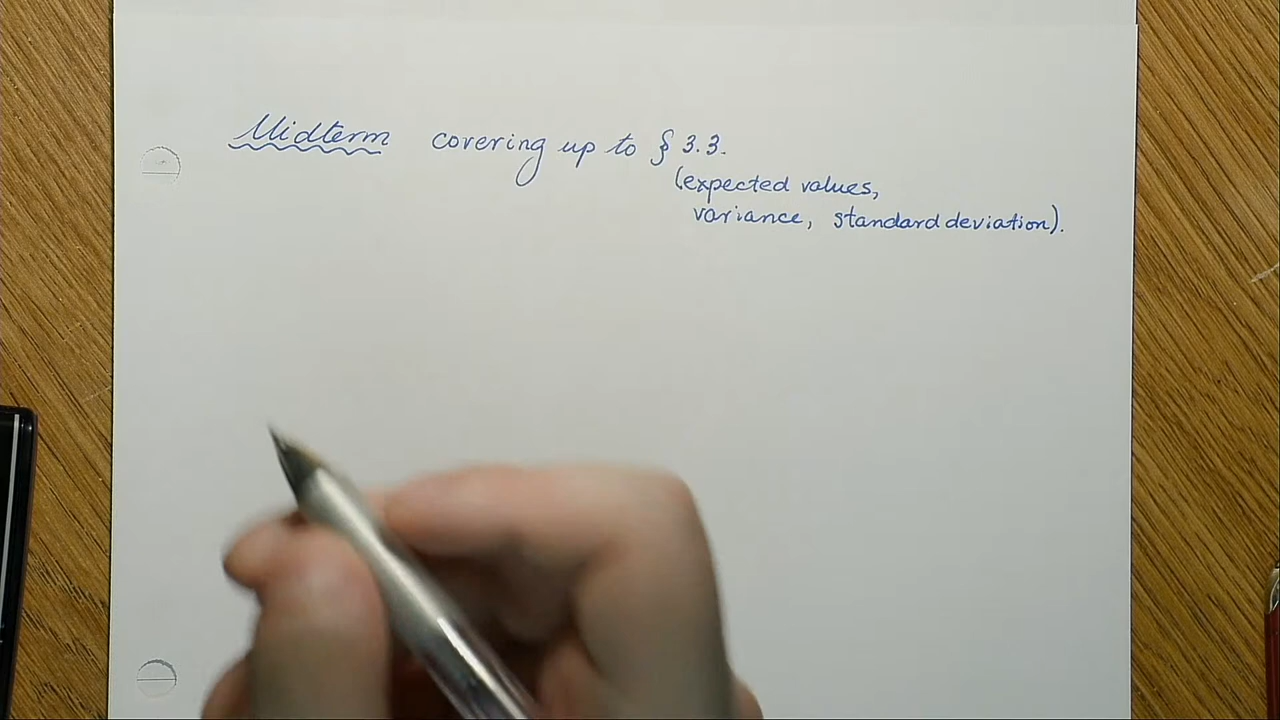 Midterm covering up to § 3.3.
(expected values,
variance, standard deviation).